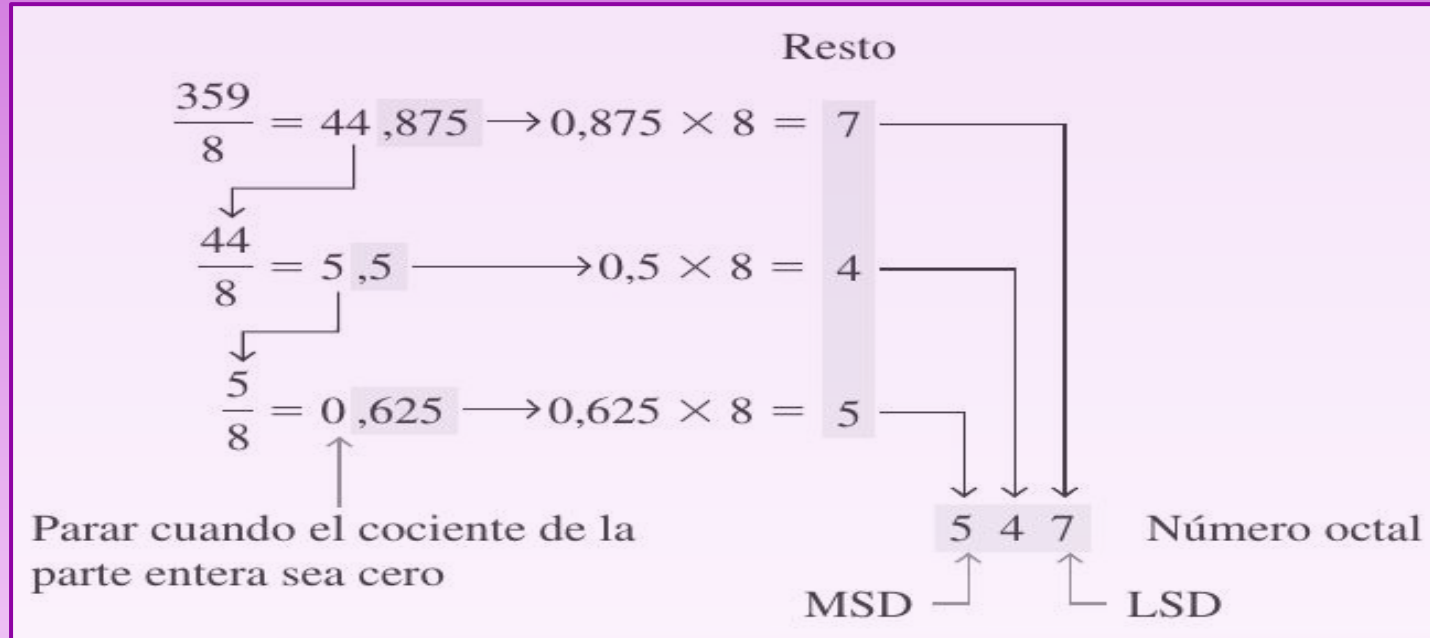 Resto
359/8 = 44 ,875 → 0,875 × 8 = 7
44/8 = 5 ,5 → 0,5 × 8 = 4
5/8 = 0 ,625 → 0,625 × 8 = 5
Parar cuando el cociente de la
parte entera sea cero
5 4 7 Número octal
MSD LSD